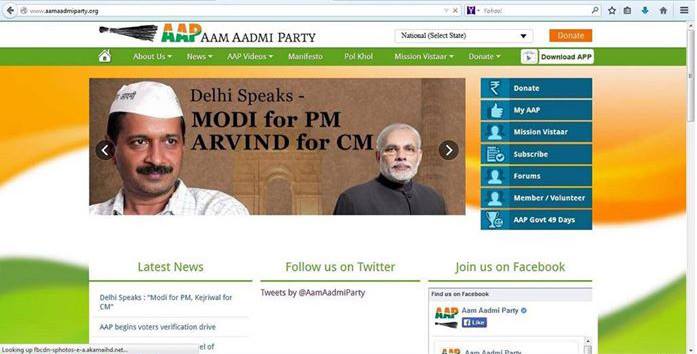 www.aamaadmiparty.org
Yahoo!
AAP AAM AADMI PARTY
National (Select State)
Donate
About Us
News
AAP Videos
Manifesto
Pol Khol
Mission Vistaar
Donate
Download APP
Delhi Speaks -
MODI for PM
ARVIND for CM
Donate
My AAP
Mission Vistaar
Subscribe
Forums
Member / Volunteer
AAP Govt 49 Days
Latest News
Delhi Speaks : "Modi for PM, Kejriwal for
CM"
AAP begins voters verification drive
el of
Follow us on Twitter
Tweets by @AamAadmiParty
Join us on Facebook
Find us on Facebook
AAP
Aam Aadmi Party
Like
Aam Aadmi Party
Looking up fbcdn-sphotos-e-a.akamaihd.net...